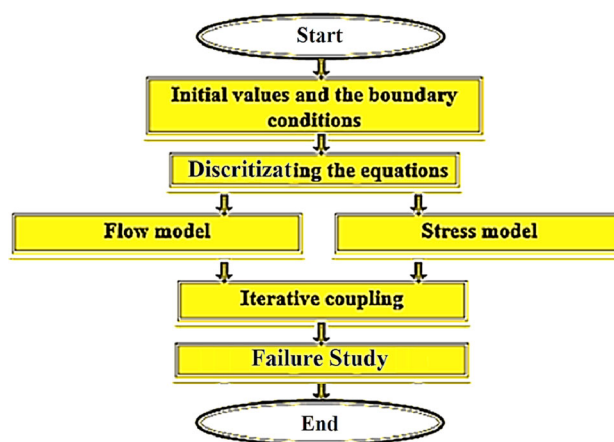 Start
Initial values and the boundary
conditions
Discritizating the equations
Flow model
Stress model
Iterative coupling
Failure Study
End